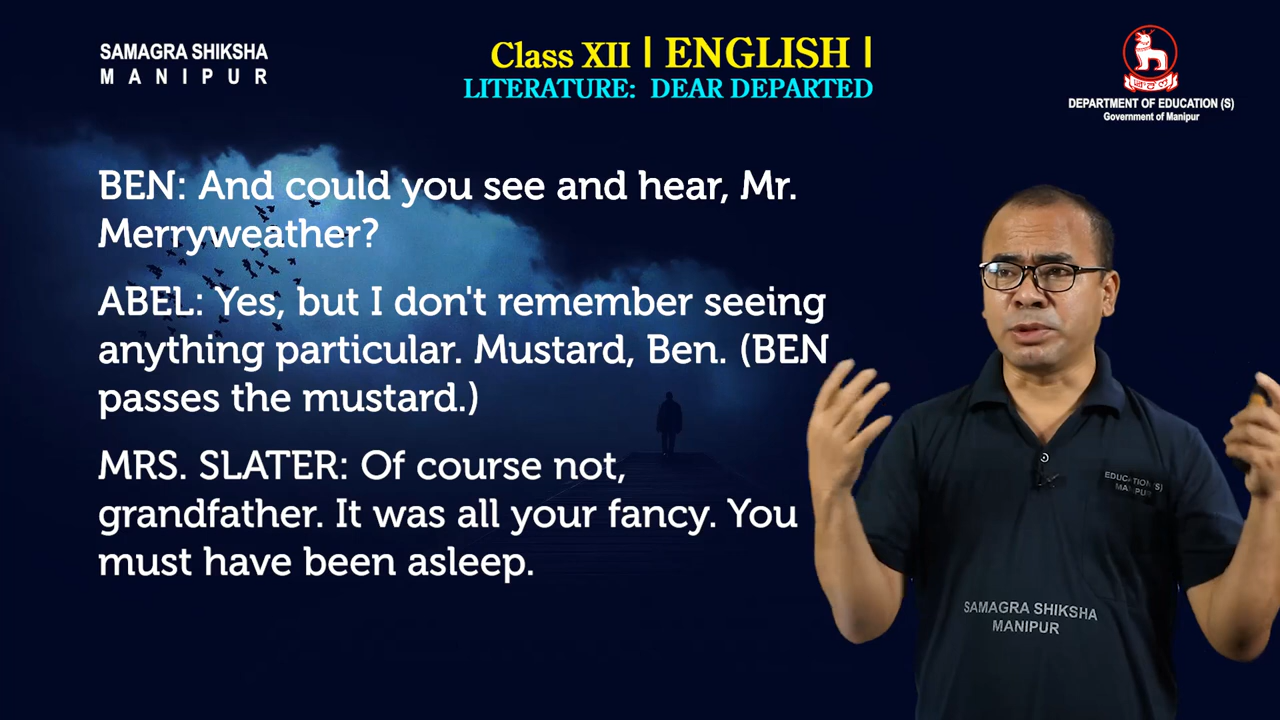 SAMAGRA SHIKSHA
MANIPUR
Class XII | ENGLISH |
LITERATURE: DEAR DEPARTED
DEPARTMENT OF EDUCATION (S)
Government of Manipur
BEN: And could you see and hear, Mr.
Merryweather?
ABEL: Yes, but I don't remember seeing
anything particular. Mustard, Ben. (BEN
passes the mustard.)
MRS. SLATER: Of course not,
grandfather. It was all your fancy. You
must have been asleep.
EDUCATION (S)
MANIPUR
SAMAGRA SHIKSHA
MANIPUR